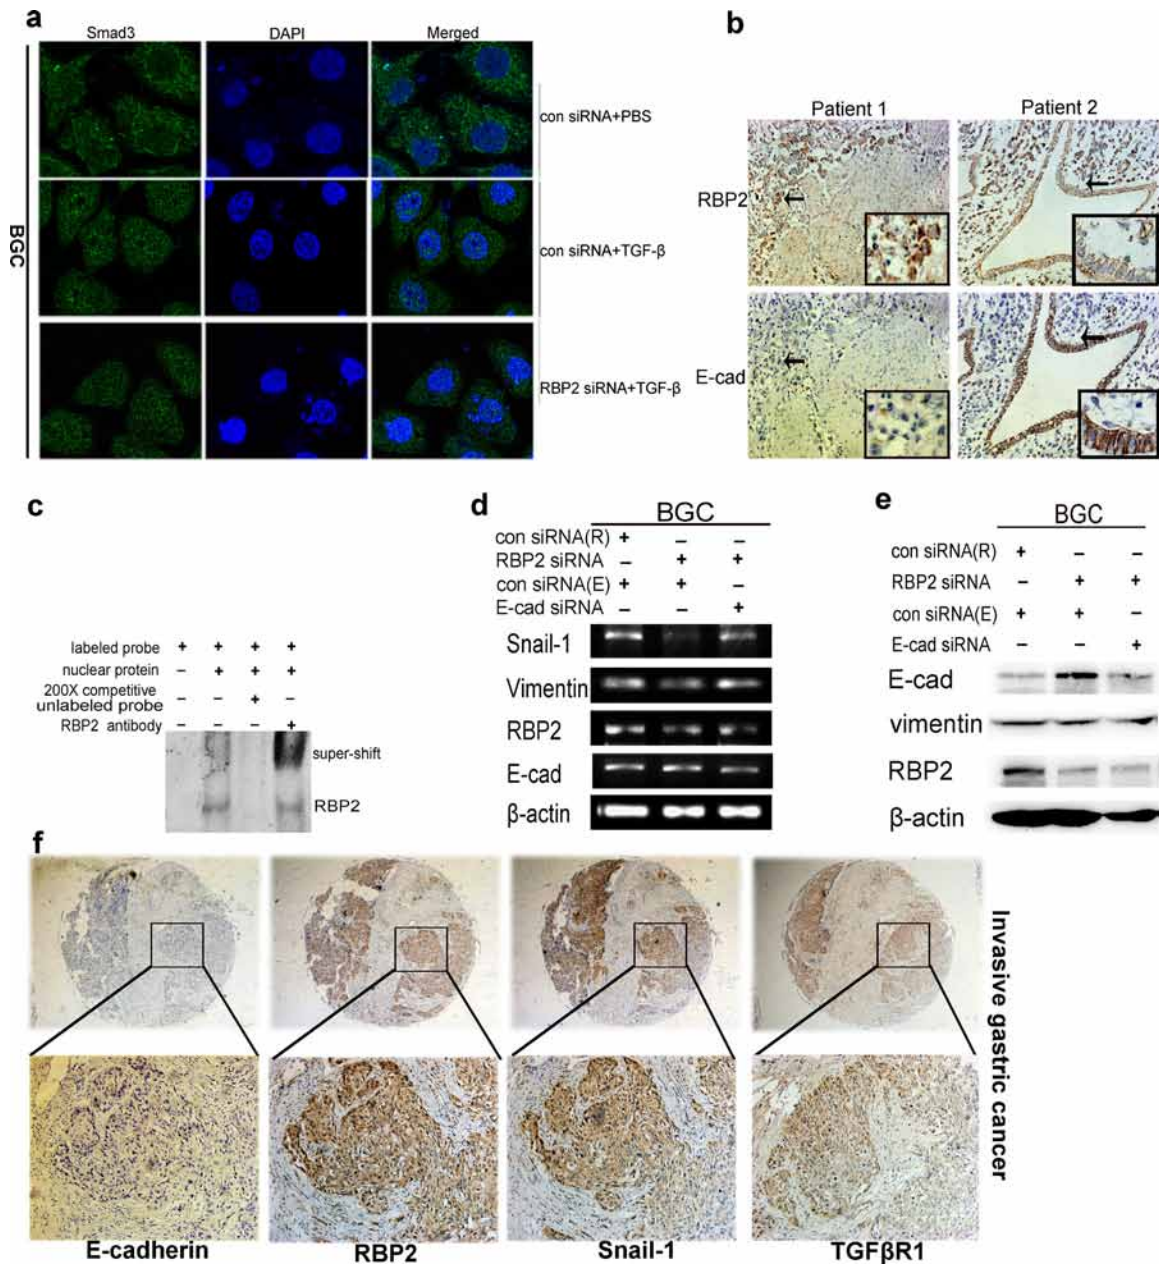 a
Smad3 DAPI Merged
BGC
con siRNA+PBS
con siRNA+TGF-β
RBP2 siRNA+TGF-β
b
Patient 1 Patient 2
RBP2
E-cad
c
labeled probe + + + +
nuclear protein – + + +
200X competitive
unlabeled probe – – + –
RBP2 antibody – – – +
super-shift
RBP2
d
BGC
con siRNA(R) + – –
RBP2 siRNA – + +
con siRNA(E) + + –
E-cad siRNA – – +
Snail-1
Vimentin
RBP2
E-cad
β-actin
e
BGC
con siRNA(R) + – –
RBP2 siRNA – + +
con siRNA(E) + + –
E-cad siRNA – – +
E-cad
vimentin
RBP2
β-actin
f
Invasive gastric cancer
E-cadherin RBP2 Snail-1 TGFβR1